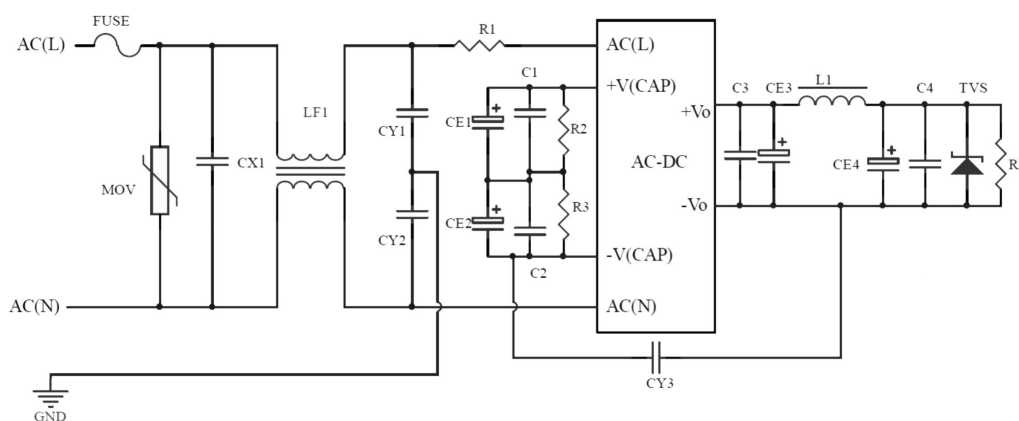 FUSE
AC(L)
MOV
CX1
LF1
AC(N)
GND
CY1
CY2
R1
C1
CE1
R2
CE2
R3
C2
AC(L)
+V(CAP)
+Vo
AC-DC
-Vo
-V(CAP)
AC(N)
CY3
C3
CE3
L1
CE4
C4
TVS
R